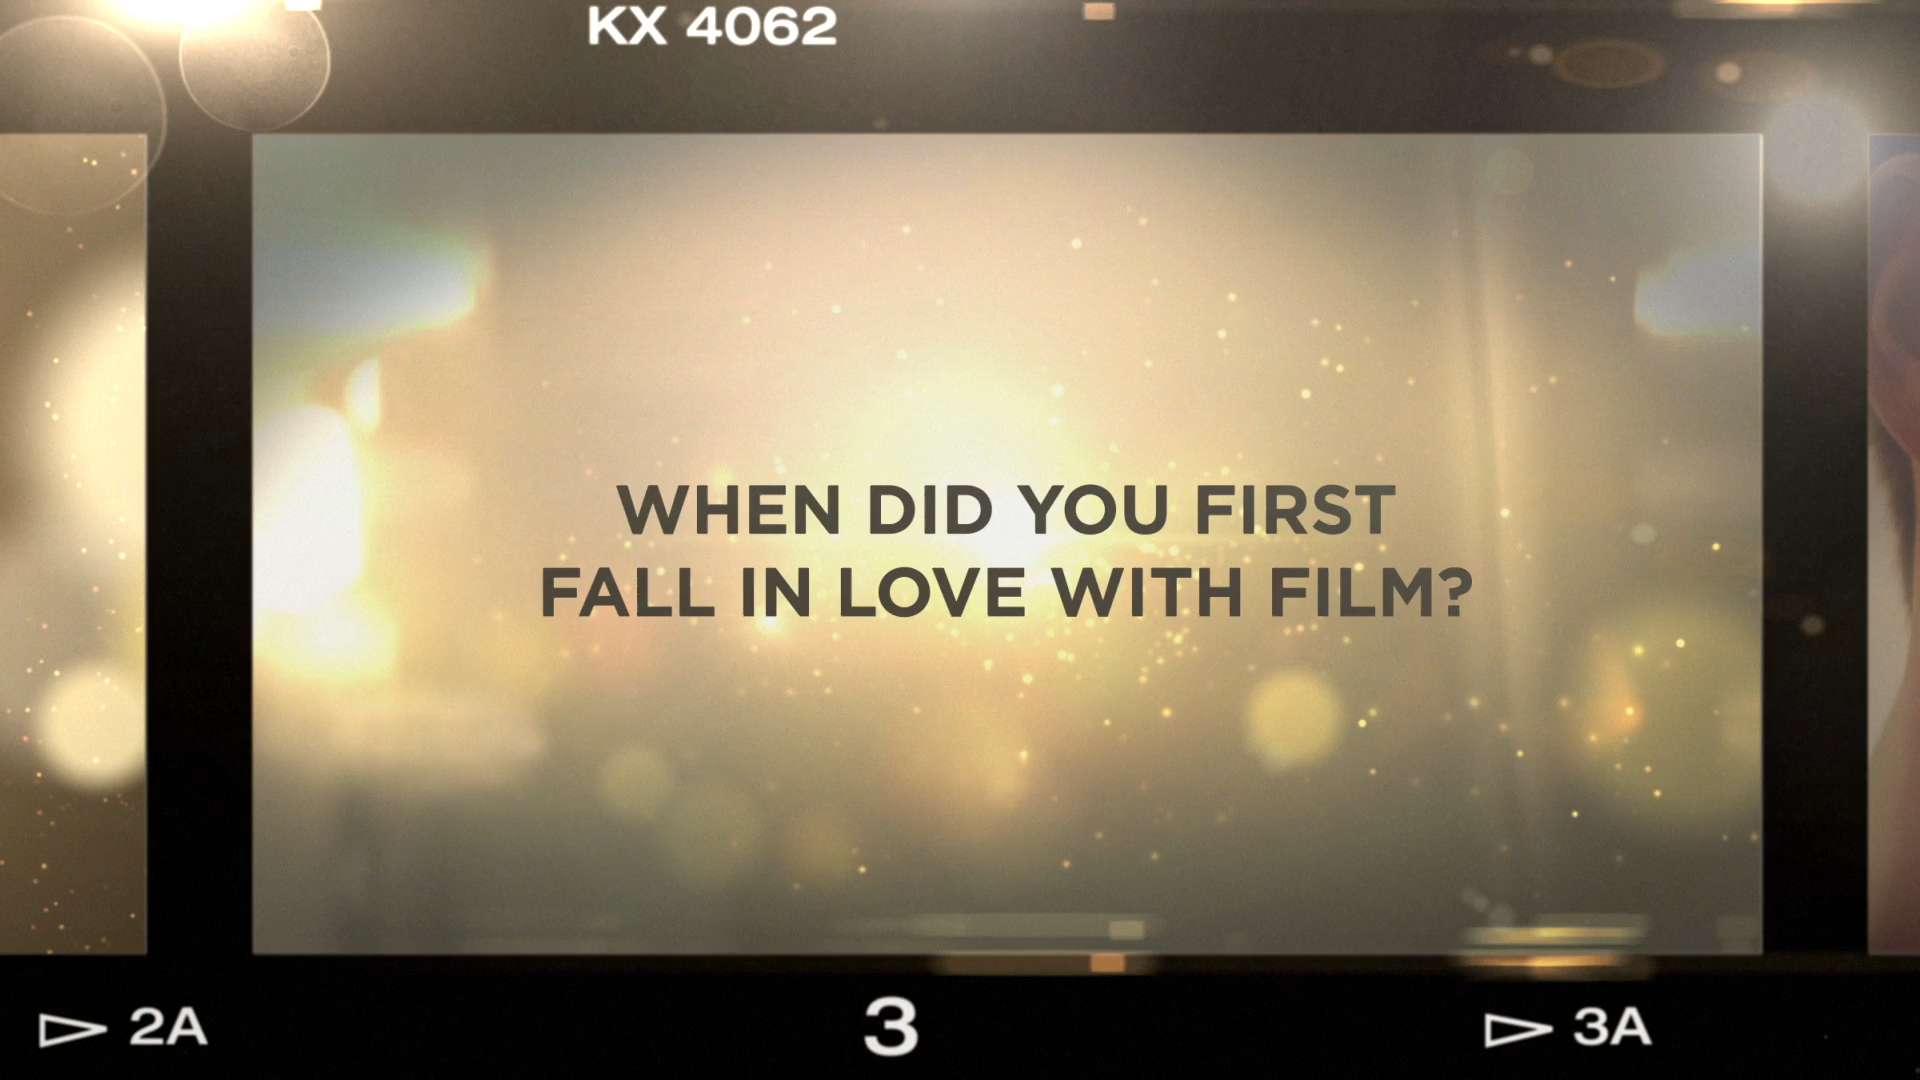 KX 4062
WHEN DID YOU FIRST
FALL IN LOVE WITH FILM?
▷ 2A
3
▷ 3A